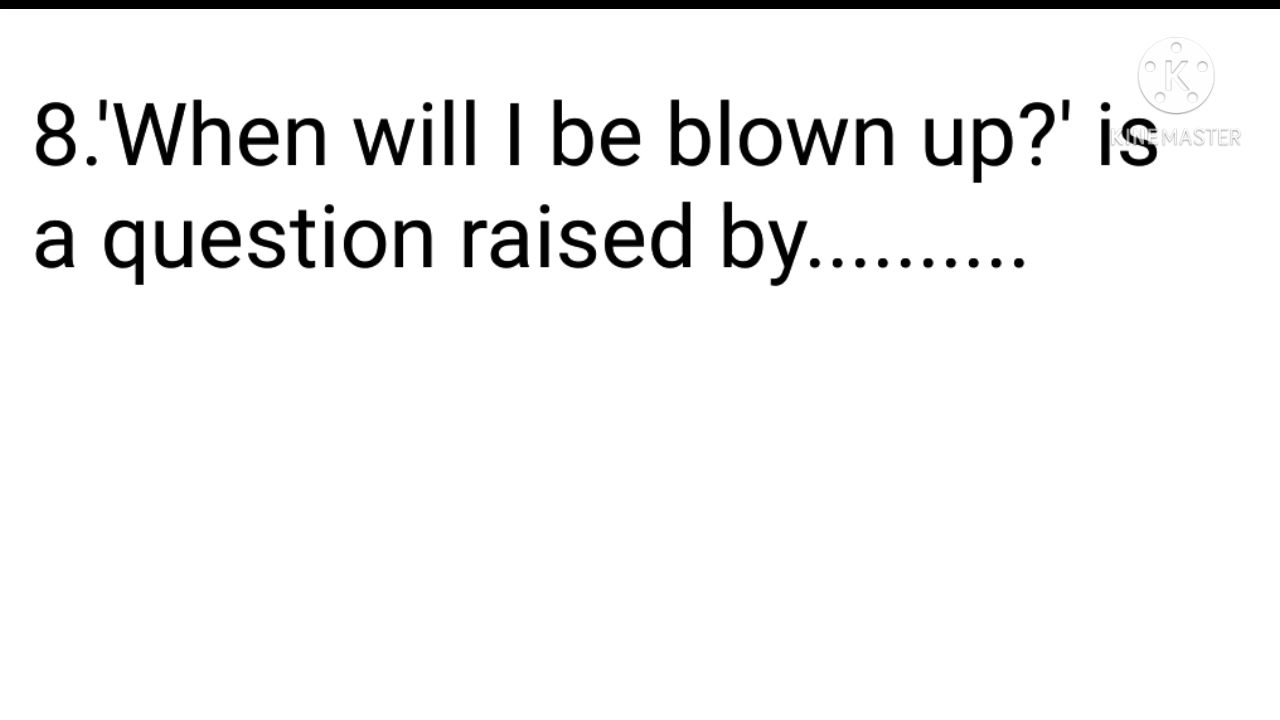 8.'When will I be blown up?' is
a question raised by..........
KINEMASTER